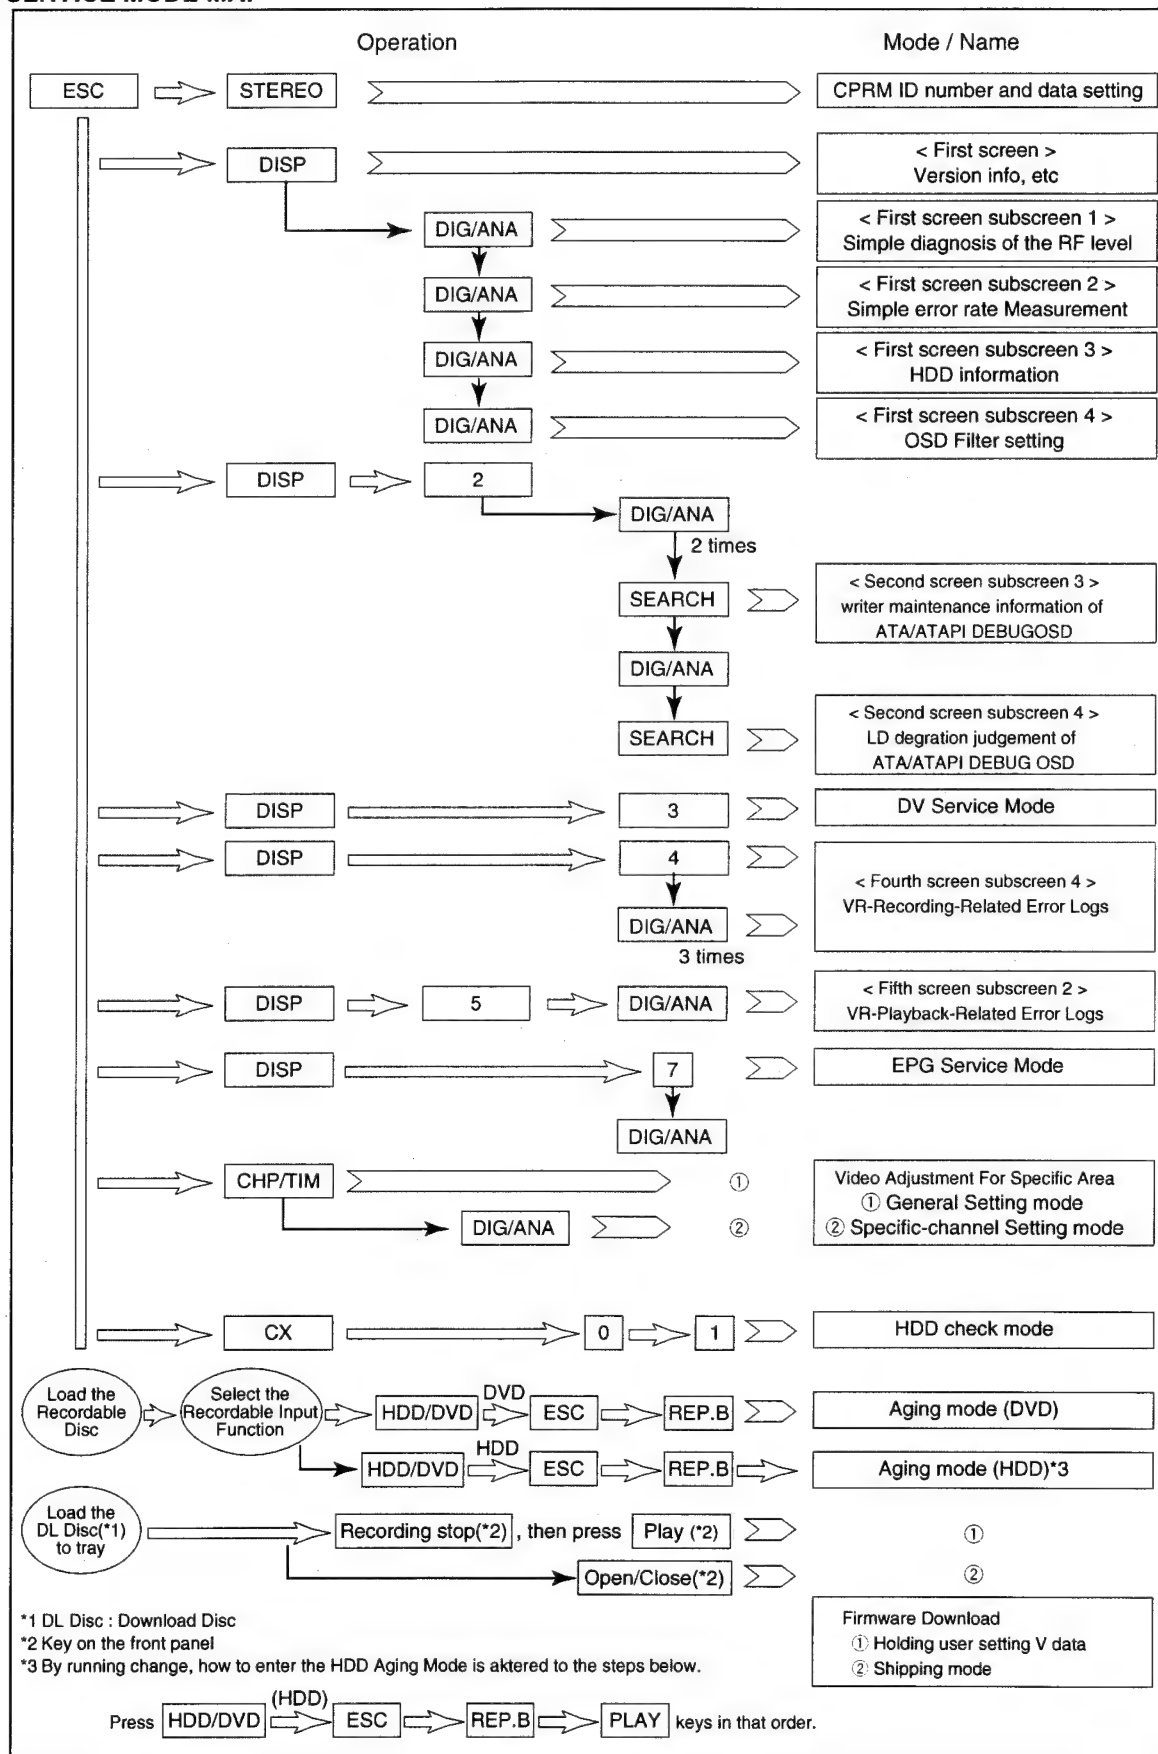 Operation Mode / Name
ESC STEREO CPRM ID number and data setting
DISP < First screen >
Version info, etc
DIG/ANA < First screen subscreen 1 >
Simple diagnosis of the RF level
DIG/ANA < First screen subscreen 2 >
Simple error rate Measurement
DIG/ANA < First screen subscreen 3 >
HDD information
DIG/ANA < First screen subscreen 4 >
OSD Filter setting
DISP 2
DIG/ANA
2 times
SEARCH < Second screen subscreen 3 >
writer maintenance information of
ATA/ATAPI DEBUGOSD
DIG/ANA
SEARCH < Second screen subscreen 4 >
LD degration judgement of
ATA/ATAPI DEBUG OSD
DISP 3 DV Service Mode
DISP 4 < Fourth screen subscreen 4 >
VR-Recording-Related Error Logs
DIG/ANA
3 times
DISP 5 DIG/ANA < Fifth screen subscreen 2 >
VR-Playback-Related Error Logs
DISP 7 EPG Service Mode
DIG/ANA
CHP/TIM ① Video Adjustment For Specific Area
① General Setting mode
DIG/ANA ② ② Specific-channel Setting mode
CX 0 1 HDD check mode
Load the
Recordable
Disc
Select the
Recordable Input
Function
HDD/DVD DVD ESC REP.B Aging mode (DVD)
HDD/DVD HDD ESC REP.B Aging mode (HDD)*3
Load the
DL Disc(*1)
to tray
Recording stop(*2) , then press Play (*2) ①
Open/Close(*2) ②
*1 DL Disc : Download Disc
*2 Key on the front panel
*3 By running change, how to enter the HDD Aging Mode is aktered to the steps below.
Firmware Download
① Holding user setting V data
② Shipping mode
Press HDD/DVD (HDD) ESC REP.B PLAY keys in that order.